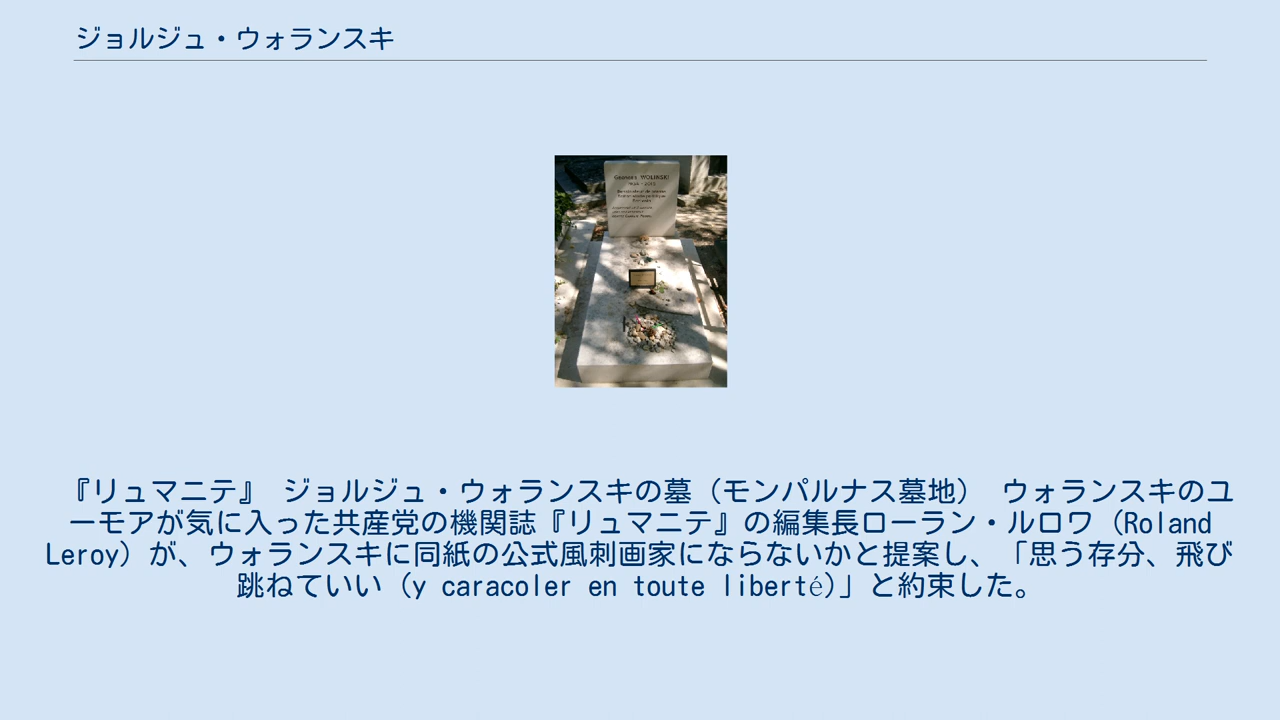 ジョルジュ・ウォランスキ
Georges WOLINSKI
『リュマニテ』 ジョルジュ・ウォランスキの墓（モンパルナス墓地） ウォランスキのユ
ーモアが気に入った共産党の機関誌『リュマニテ』の編集長ローラン・ルロワ（Roland
Leroy）が、ウォランスキに同紙の公式風刺画家にならないかと提案し、「思う存分、飛び
跳ねていい（y caracoler en toute liberté）」と約束した。